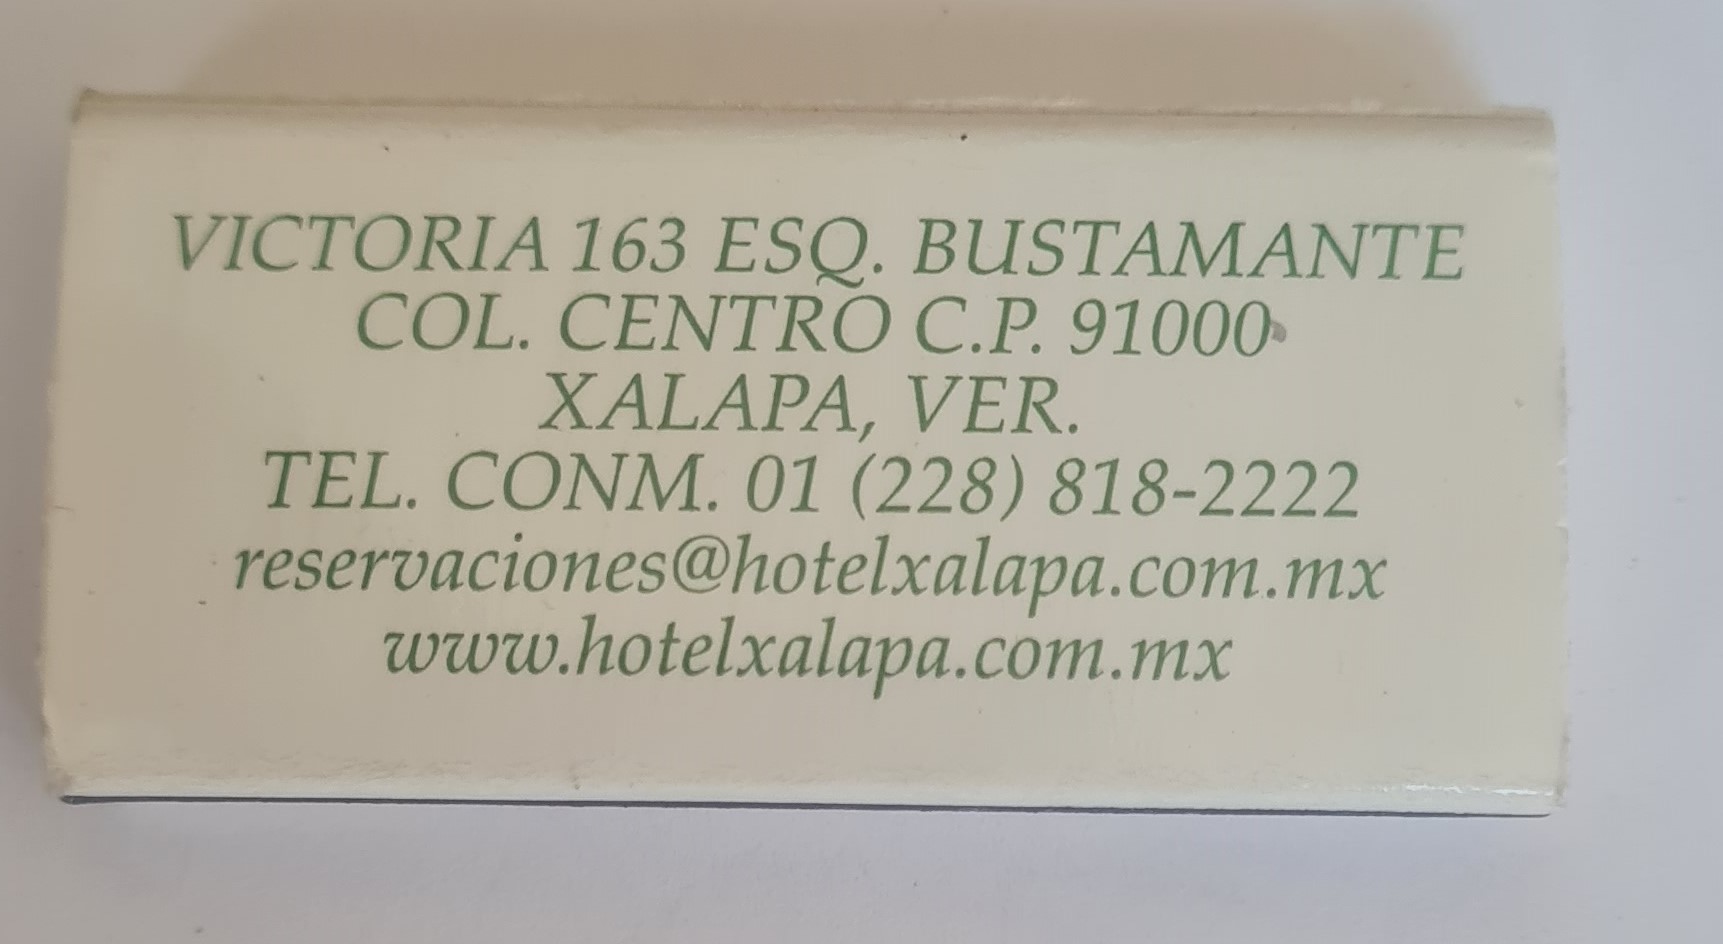 VICTORIA 163 ESQ. BUSTAMANTE
COL. CENTRO C.P. 91000
XALAPA, VER.
TEL. CONM. 01 (228) 818-2222
reservaciones@hotelxalapa.com.mx
www.hotelxalapa.com.mx